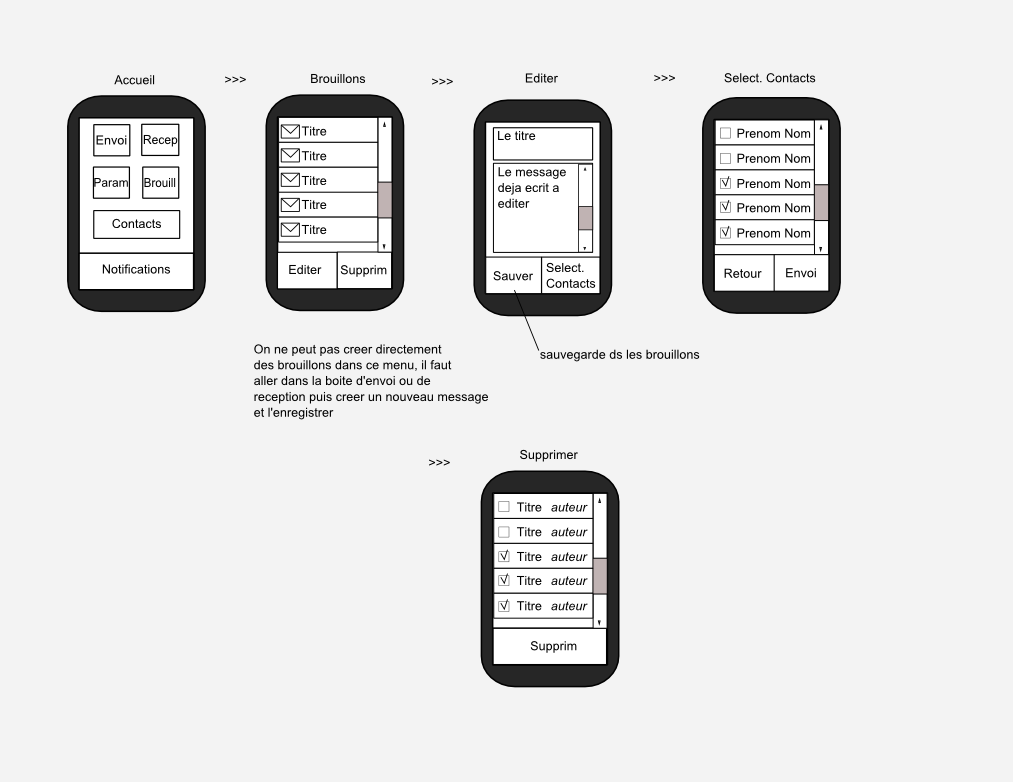 Accueil
>>>
Brouillons
>>>
Editer
>>>
Select. Contacts
Envoi
Recep
Param
Brouill
Contacts
Notifications
Titre
Titre
Titre
Titre
Titre
Editer
Supprim
Le titre
Le message
deja ecrit a
editer
Sauver
Select.
Contacts
Prenom Nom
Prenom Nom
Prenom Nom
Prenom Nom
Prenom Nom
Retour
Envoi
sauvegarde ds les brouillons
On ne peut pas creer directement
des brouillons dans ce menu, il faut
aller dans la boite d'envoi ou de
reception puis creer un nouveau message
et l'enregistrer
>>>
Supprimer
Titre auteur
Titre auteur
Titre auteur
Titre auteur
Titre auteur
Supprim